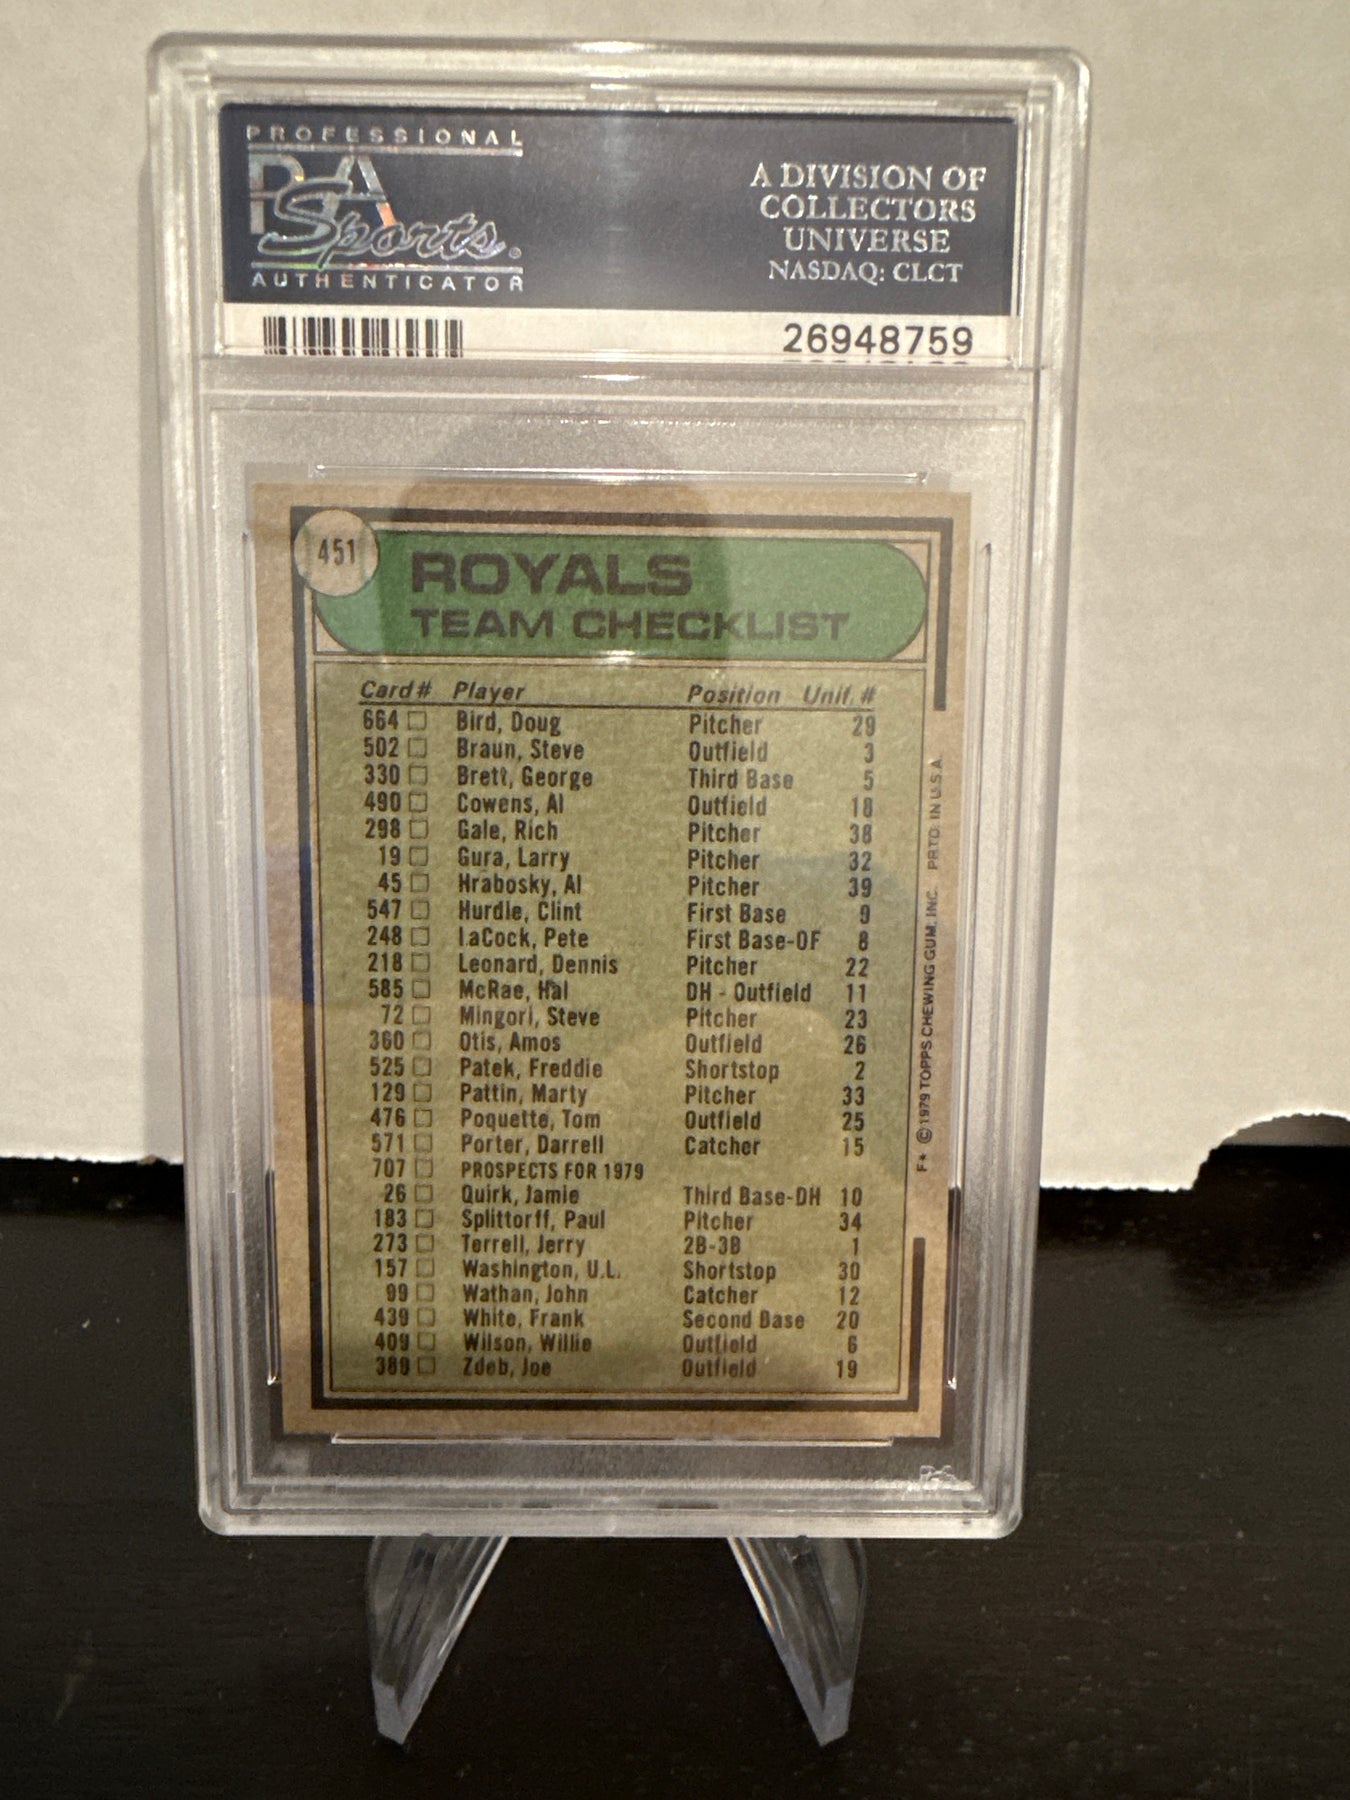 PROFESSIONAL
PSA
Sports
AUTHENTICATOR
A DIVISION OF
COLLECTORS
UNIVERSE
NASDAQ: CLCT
26948759
451
ROYALS
TEAM CHECKLIST
Card # Player Position Unif. #
664 Bird, Doug Pitcher 29
502 Braun, Steve Outfield 3
330 Brett, George Third Base 5
490 Cowens, Al Outfield 18
298 Gale, Rich Pitcher 38
19 Gura, Larry Pitcher 32
45 Hrabosky, Al Pitcher 39
547 Hurdle, Clint First Base 9
248 LaCock, Pete First Base-OF 8
218 Leonard, Dennis Pitcher 22
585 McRae, Hal DH - Outfield 11
72 Mingori, Steve Pitcher 23
360 Otis, Amos Outfield 26
525 Patek, Freddie Shortstop 2
129 Pattin, Marty Pitcher 33
476 Poquette, Tom Outfield 25
571 Porter, Darrell Catcher 15
707 PROSPECTS FOR 1979
26 Quirk, Jamie Third Base-DH 10
183 Splittorff, Paul Pitcher 34
273 Terrell, Jerry 2B-3B 1
157 Washington, U.L. Shortstop 30
99 Wathan, John Catcher 12
439 White, Frank Second Base 20
409 Wilson, Willie Outfield 6
389 Zdeb, Joe Outfield 19
F* © 1979 TOPPS CHEWING GUM, INC. PRTD. IN U.S.A.